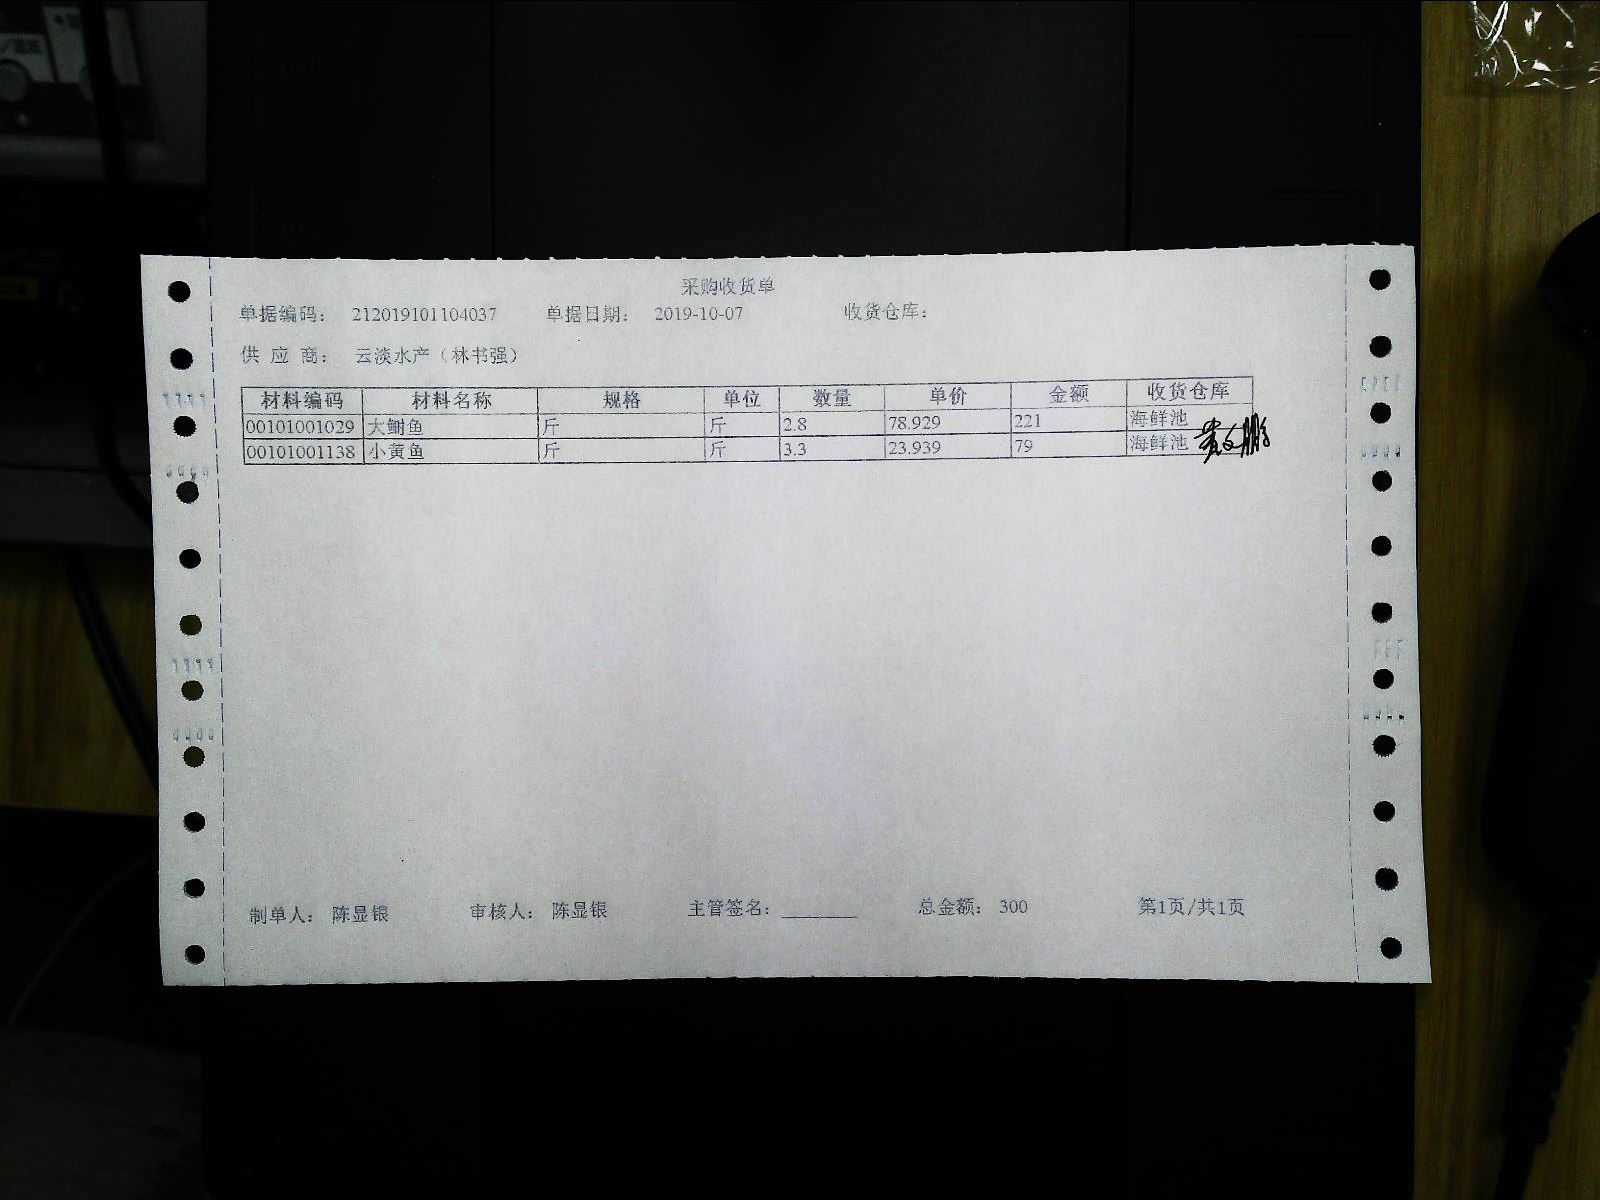 采购收货单
单据编码： 212019101104037 单据日期： 2019-10-07 收货仓库：
供 应 商： 云淡水产（林书强）
材料编码 材料名称 规格 单位 数量 单价 金额 收货仓库
00101001029 大鲋鱼 斤 斤 2.8 78.929 221 海鲜池
00101001138 小黄鱼 斤 斤 3.3 23.939 79 海鲜池
制单人： 陈显银 审核人： 陈显银 主管签名：________ 总金额： 300 第1页/共1页